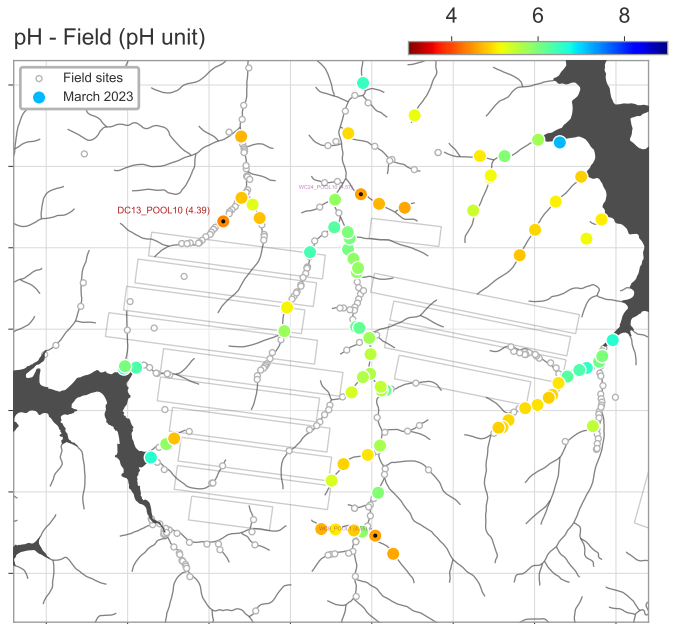 4 6 8
pH - Field (pH unit)
Field sites
March 2023
DC13_POOL10 (4.39)